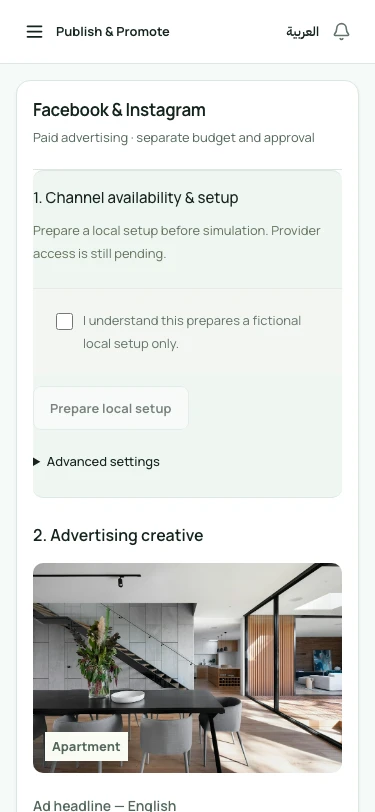 Publish & Promote
العربية
Facebook & Instagram
Paid advertising · separate budget and approval
1. Channel availability & setup
Prepare a local setup before simulation. Provider
access is still pending.
I understand this prepares a fictional
local setup only.
Prepare local setup
Advanced settings
2. Advertising creative
Apartment
Ad headline — English